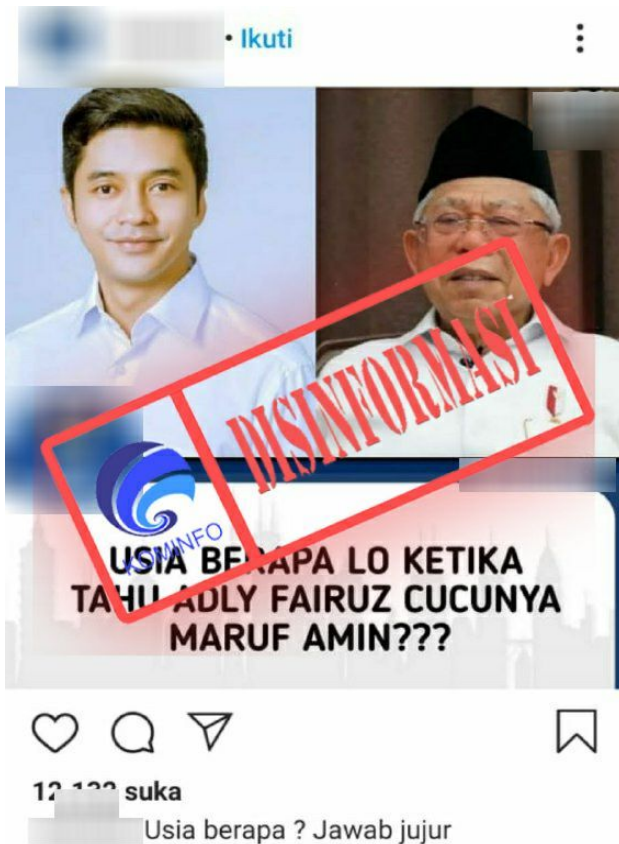 • Ikuti
DISINFORMASI
KOMINFO
USIA BERAPA LO KETIKA
TAHU ADLY FAIRUZ CUCUNYA
MARUF AMIN???
suka
Usia berapa ? Jawab jujur